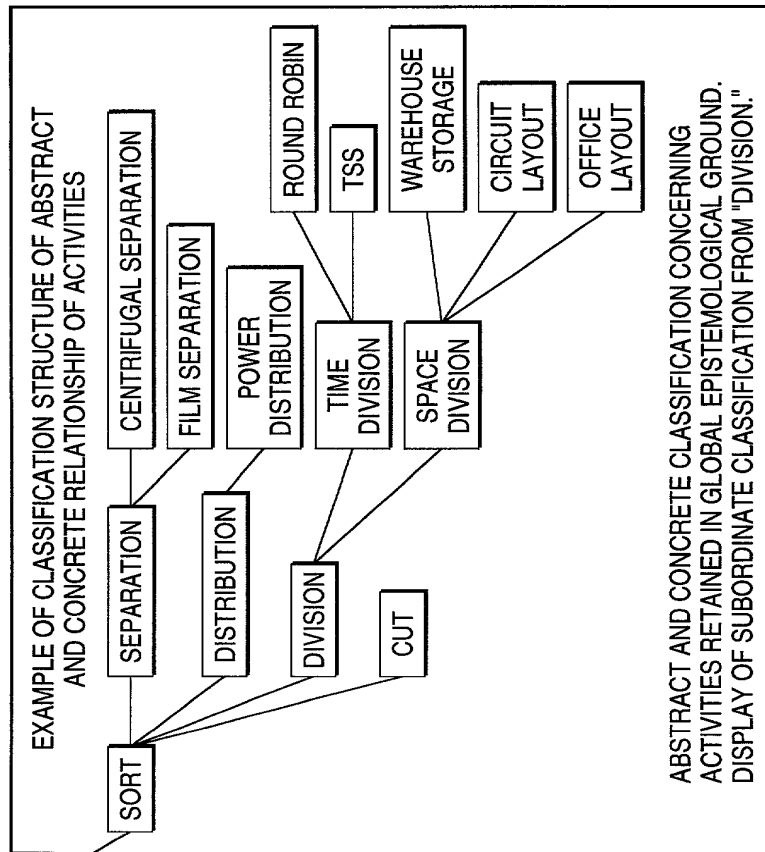 EXAMPLE OF CLASSIFICATION STRUCTURE OF ABSTRACT
AND CONCRETE RELATIONSHIP OF ACTIVITIES
SORT
SEPARATION
CENTRIFUGAL SEPARATION
FILM SEPARATION
DISTRIBUTION
POWER
DISTRIBUTION
DIVISION
TIME
DIVISION
ROUND ROBIN
TSS
SPACE
DIVISION
WAREHOUSE
STORAGE
CIRCUIT
LAYOUT
OFFICE
LAYOUT
CUT
ABSTRACT AND CONCRETE CLASSIFICATION CONCERNING
ACTIVITIES RETAINED IN GLOBAL EPISTEMOLOGICAL GROUND.
DISPLAY OF SUBORDINATE CLASSIFICATION FROM "DIVISION."